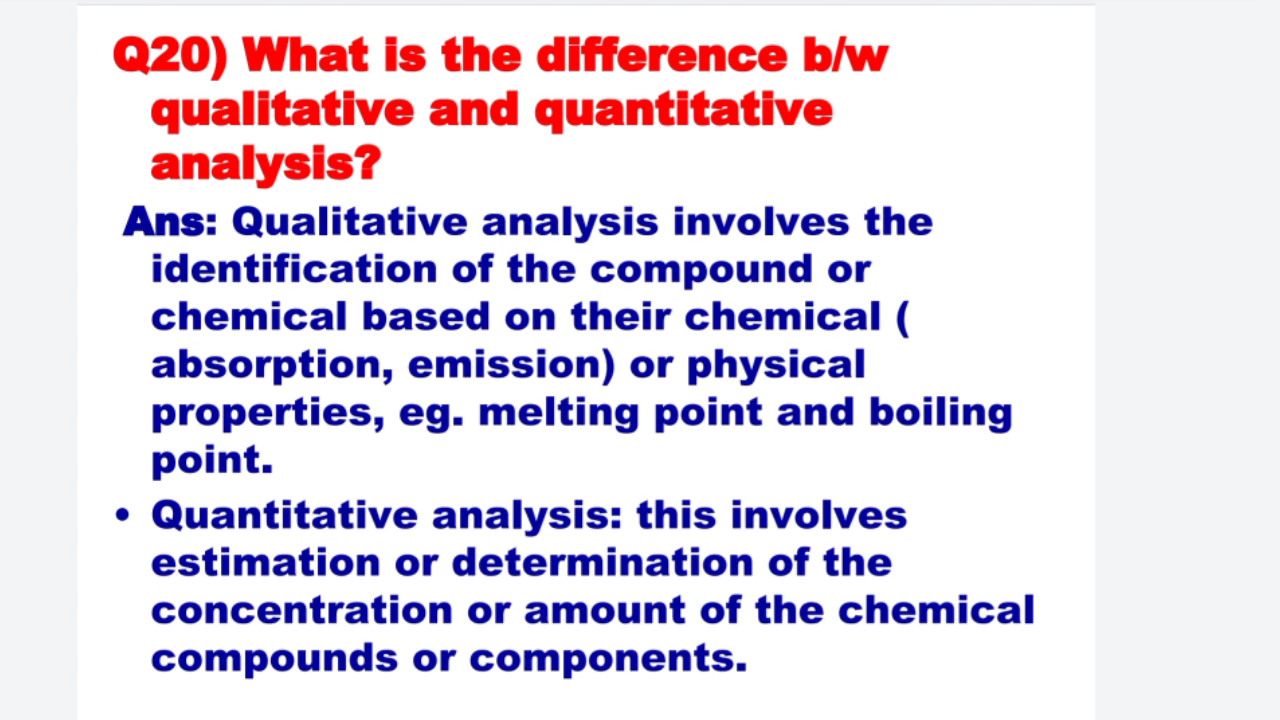 Q20) What is the difference b/w
qualitative and quantitative
analysis?
Ans: Qualitative analysis involves the
identification of the compound or
chemical based on their chemical (
absorption, emission) or physical
properties, eg. melting point and boiling
point.
• Quantitative analysis: this involves
estimation or determination of the
concentration or amount of the chemical
compounds or components.